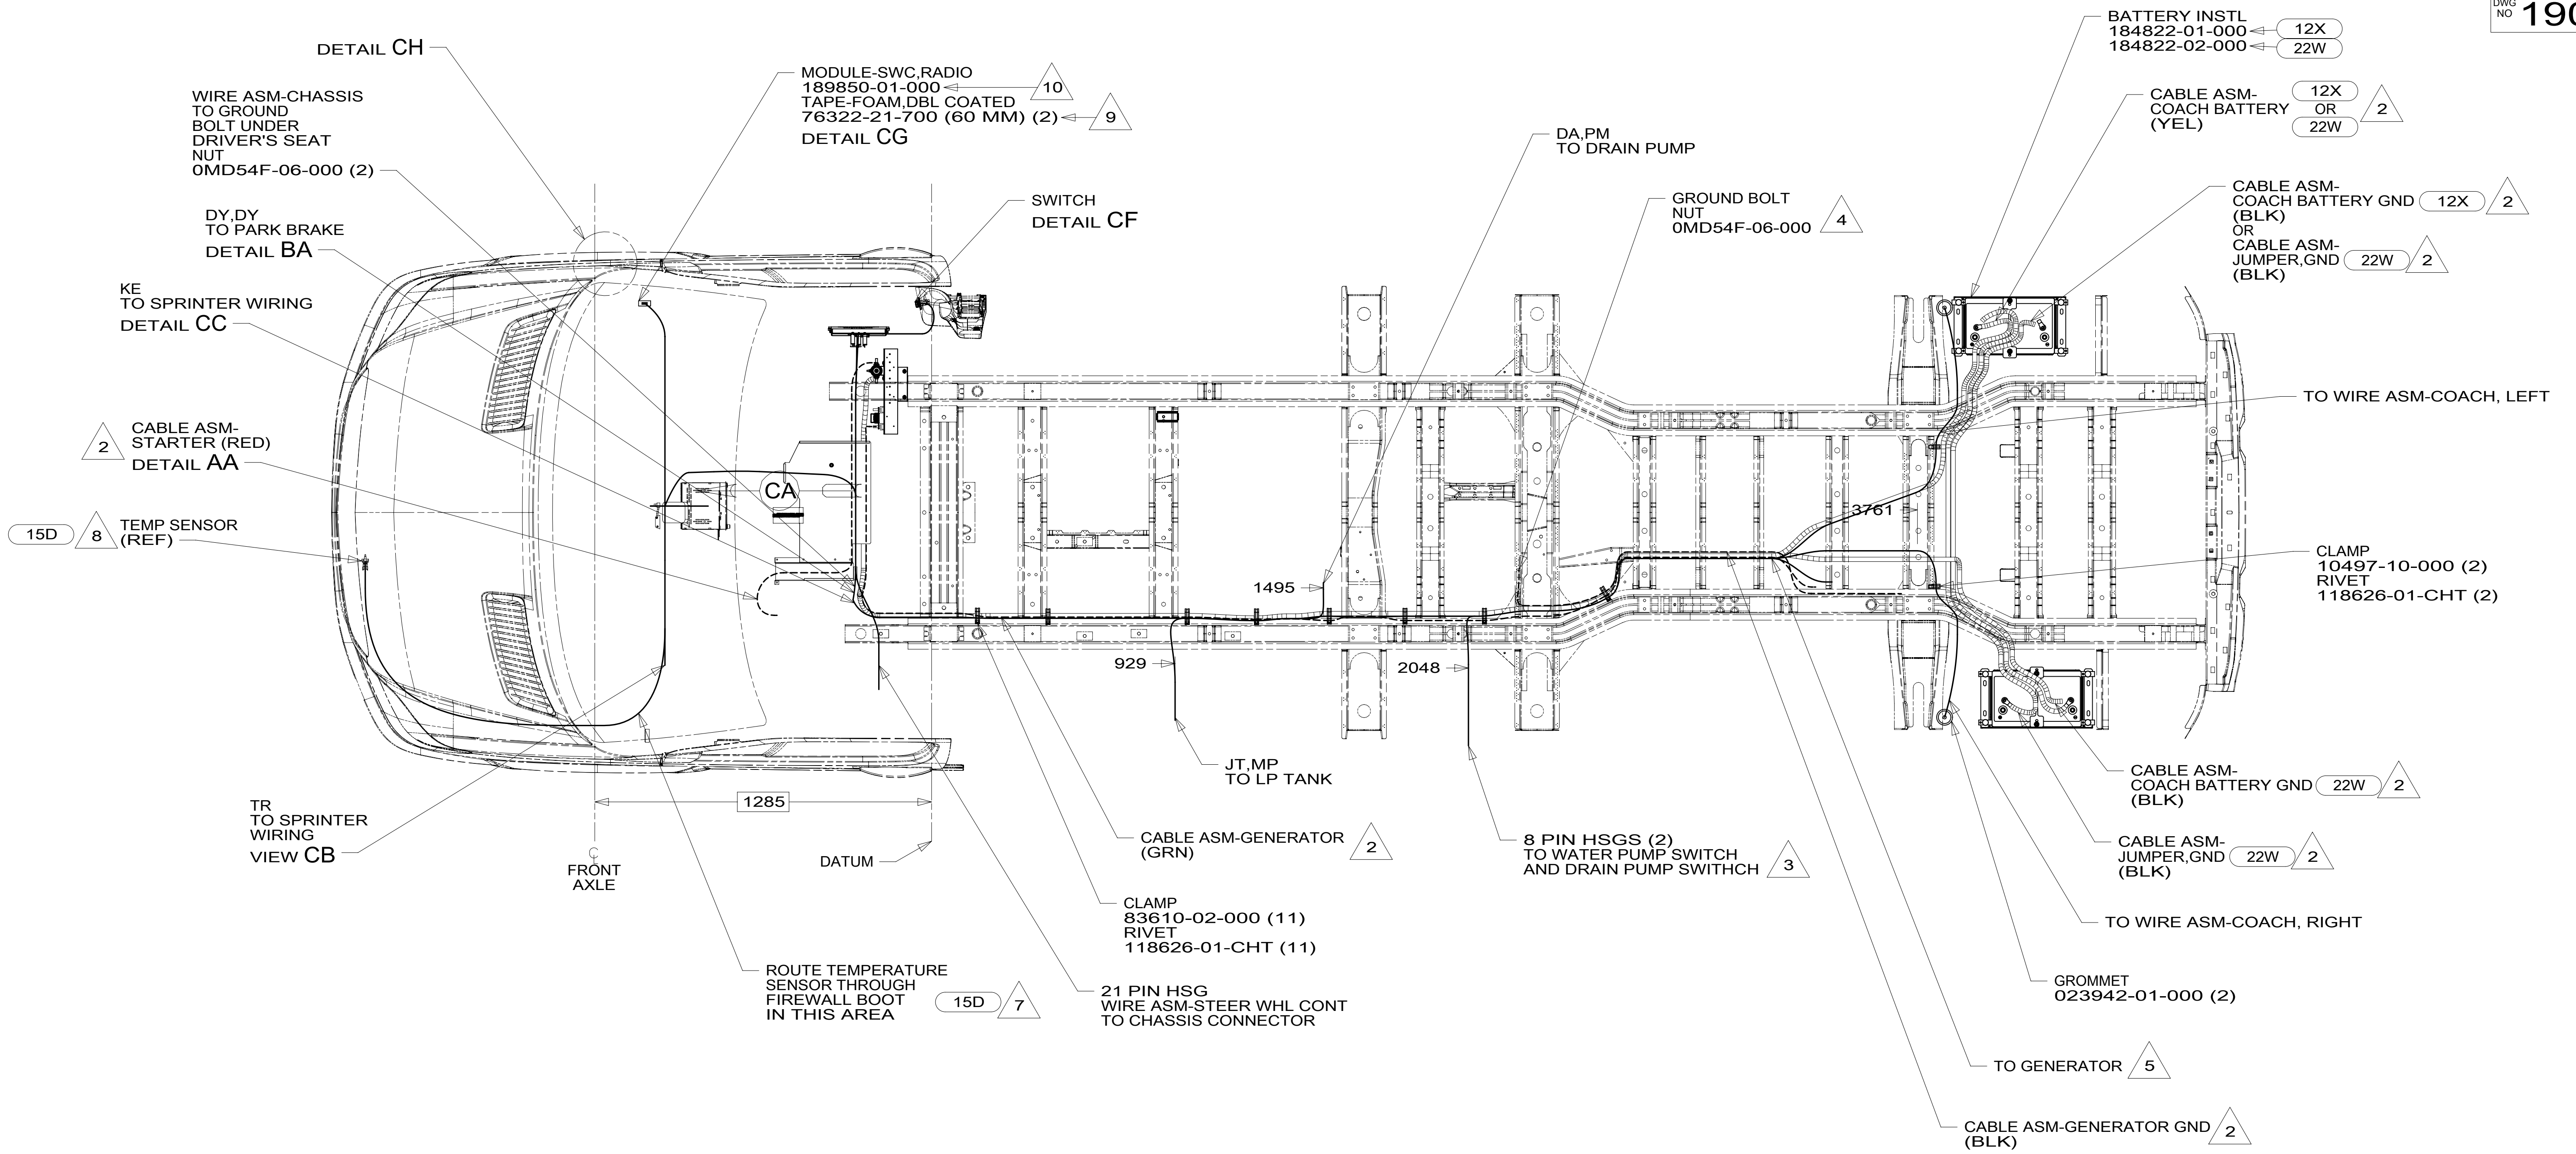 DWG
NO
190
BATTERY INSTL
184822-01-000 12X
184822-02-000 22W
DETAIL CH
MODULE-SWC,RADIO
189850-01-000 10
TAPE-FOAM,DBL COATED
76322-21-700 (60 MM) (2) 9
DETAIL CG
WIRE ASM-CHASSIS
TO GROUND
BOLT UNDER
DRIVER'S SEAT
NUT
0MD54F-06-000 (2)
CABLE ASM-
COACH BATTERY
(YEL)
12X
OR
22W
2
DA,PM
TO DRAIN PUMP
SWITCH
DETAIL CF
GROUND BOLT
NUT
0MD54F-06-000
4
CABLE ASM-
COACH BATTERY GND 12X 2
(BLK)
OR
CABLE ASM-
JUMPER,GND 22W 2
(BLK)
DY,DY
TO PARK BRAKE
DETAIL BA
KE
TO SPRINTER WIRING
DETAIL CC
TO WIRE ASM-COACH, LEFT
2
CABLE ASM-
STARTER (RED)
DETAIL AA
CA
3761
15D 8
TEMP SENSOR
(REF)
CLAMP
10497-10-000 (2)
RIVET
118626-01-CHT (2)
1495
929
2048
JT,MP
TO LP TANK
CABLE ASM-
COACH BATTERY GND 22W 2
(BLK)
1285
TR
TO SPRINTER
WIRING
VIEW CB
CL
FRONT
AXLE
DATUM
CABLE ASM-GENERATOR
(GRN)
2
8 PIN HSGS (2)
TO WATER PUMP SWITCH
AND DRAIN PUMP SWITHCH
3
CABLE ASM-
JUMPER,GND 22W 2
(BLK)
CLAMP
83610-02-000 (11)
RIVET
118626-01-CHT (11)
TO WIRE ASM-COACH, RIGHT
ROUTE TEMPERATURE
SENSOR THROUGH
FIREWALL BOOT
IN THIS AREA
15D 7
21 PIN HSG
WIRE ASM-STEER WHL CONT
TO CHASSIS CONNECTOR
GROMMET
023942-01-000 (2)
TO GENERATOR 5
CABLE ASM-GENERATOR GND
(BLK)
2